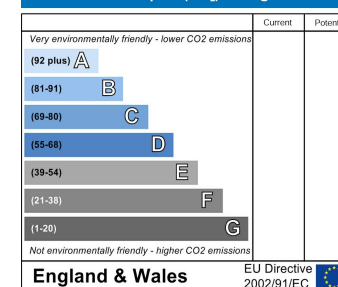 Current Potent
Very environmentally friendly - lower CO2 emissions
(92 plus) A
(81-91) B
(69-80) C
(55-68) D
(39-54) E
(21-38) F
(1-20) G
Not environmentally friendly - higher CO2 emissions
England & Wales
EU Directive
2002/91/EC